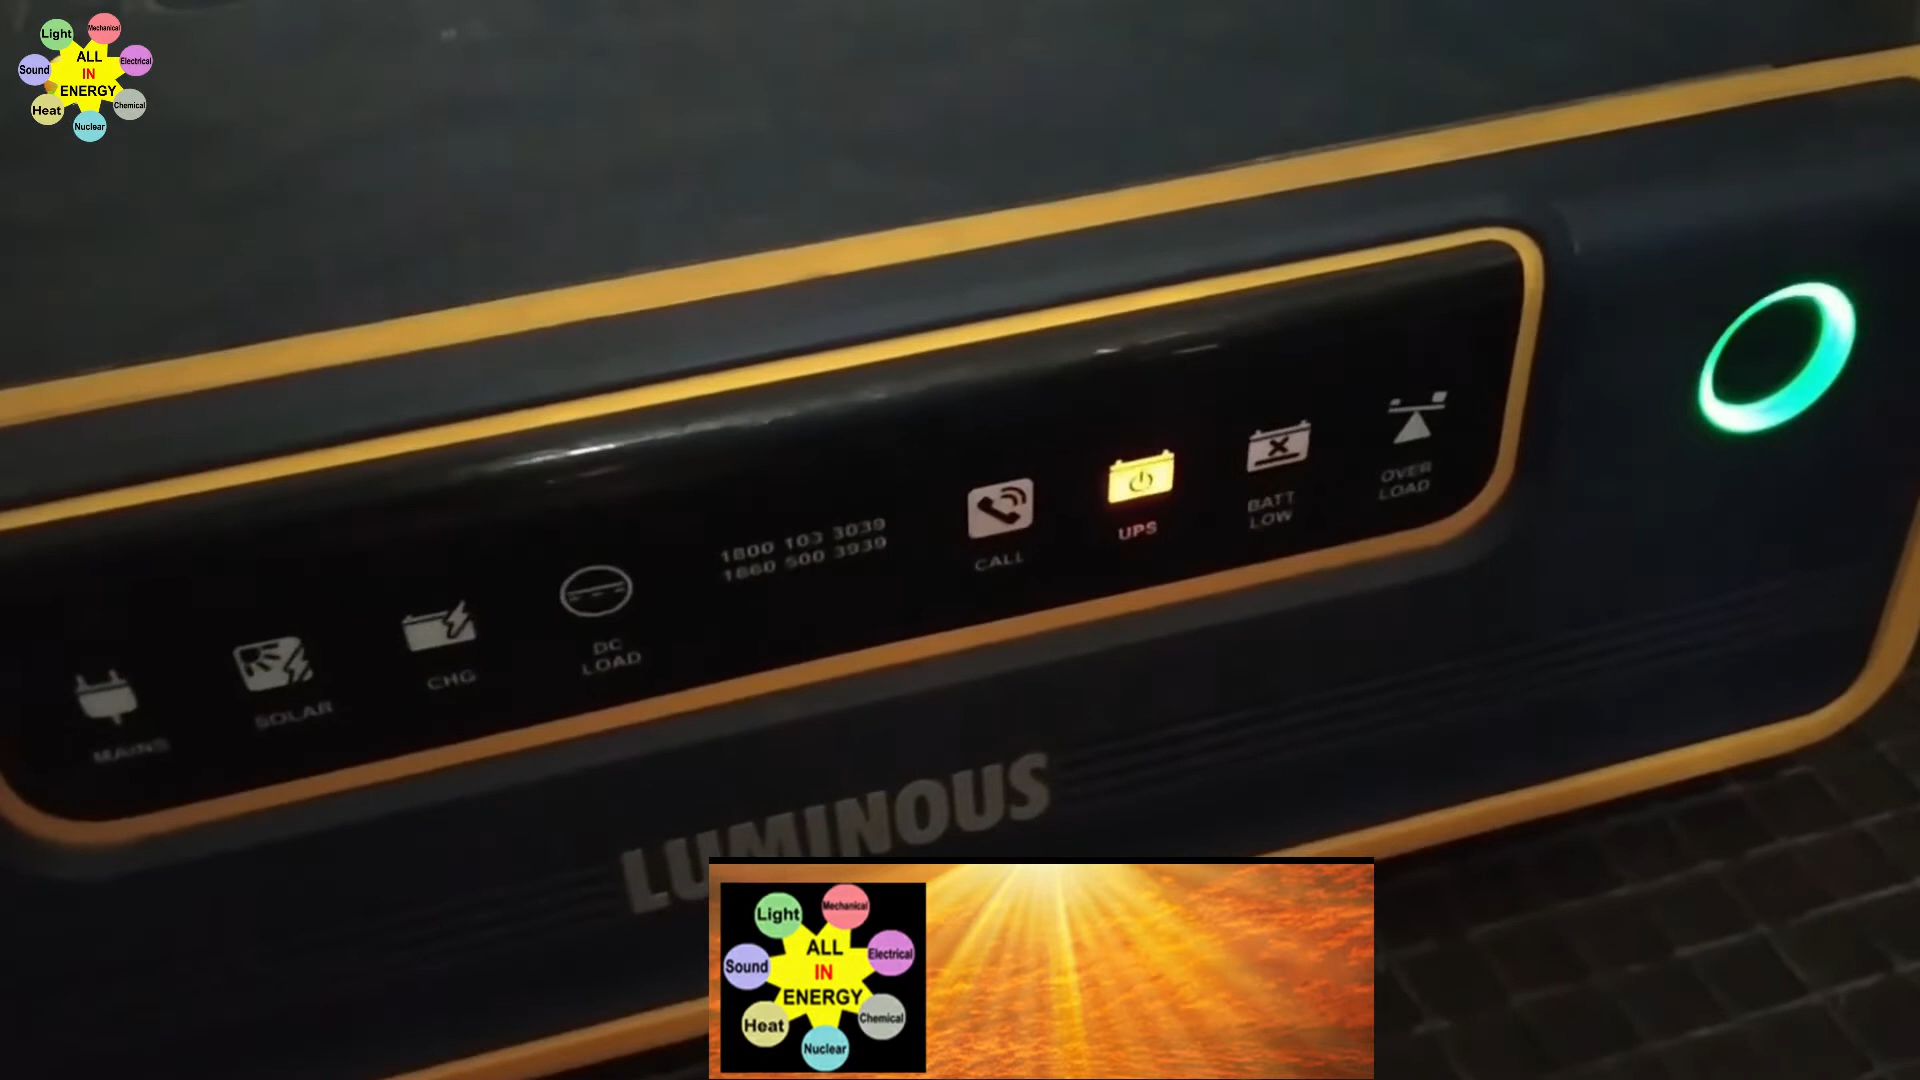 Light
Mechanical
Sound
ALL
IN
ENERGY
Electrical
Heat
Chemical
Nuclear
MAINS
SOLAR
CHG
DC
LOAD
1800 103 3039
1860 500 3939
CALL
UPS
BATT
LOW
OVER
LOAD
LUMINOUS
Light
Mechanical
Sound
ALL
IN
ENERGY
Electrical
Heat
Chemical
Nuclear